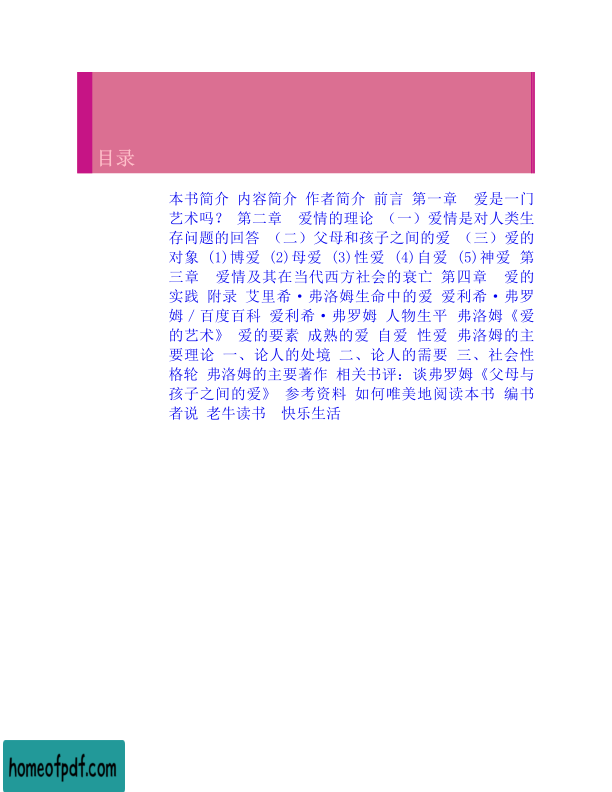 目录
本书简介 内容简介 作者简介 前言 第一章　爱是一门
艺术吗？ 第二章　爱情的理论 （一）爱情是对人类生
存问题的回答 （二）父母和孩子之间的爱 （三）爱的
对象 (1)博爱 (2)母爱 (3)性爱 (4)自爱 (5)神爱 第
三章　爱情及其在当代西方社会的衰亡 第四章　爱的
实践 附录 艾里希·弗洛姆生命中的爱 爱利希·弗罗
姆／百度百科 爱利希·弗罗姆 人物生平 弗洛姆《爱
的艺术》 爱的要素 成熟的爱 自爱 性爱 弗洛姆的主
要理论 一、论人的处境 二、论人的需要 三、社会性
格轮 弗洛姆的主要著作 相关书评：谈弗罗姆《父母与
孩子之间的爱》 参考资料 如何唯美地阅读本书 编书
者说 老牛读书　快乐生活
homeofpdf.com